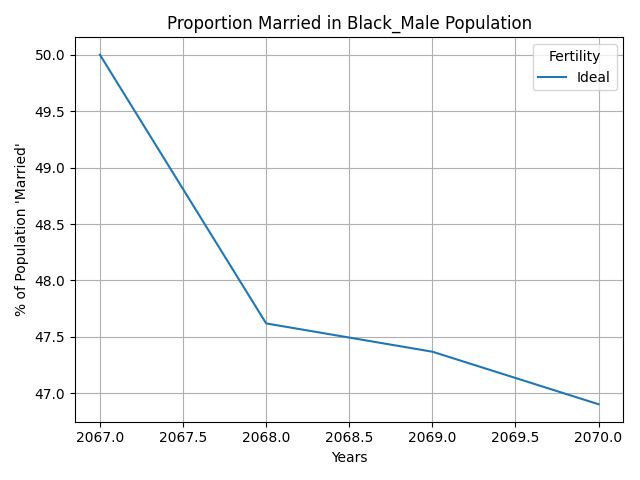 Proportion Married in Black_Male Population
Fertility
Ideal
% of Population 'Married'
50.0
49.5
49.0
48.5
48.0
47.5
47.0
2067.0 2067.5 2068.0 2068.5 2069.0 2069.5 2070.0
Years